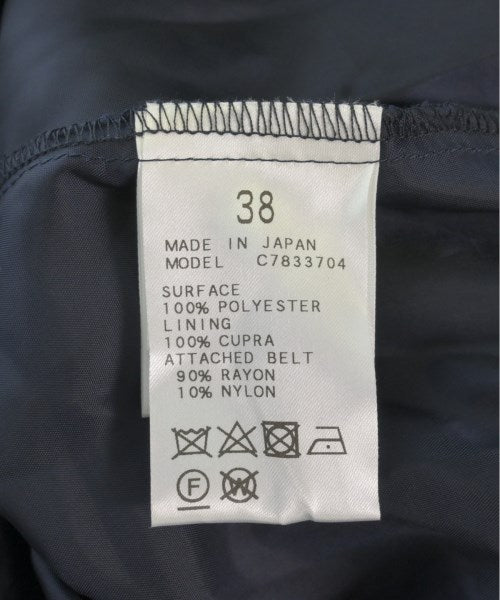 38
MADE IN JAPAN
MODEL C7833704
SURFACE
100% POLYESTER
LINING
100% CUPRA
ATTACHED BELT
90% RAYON
10% NYLON
F W